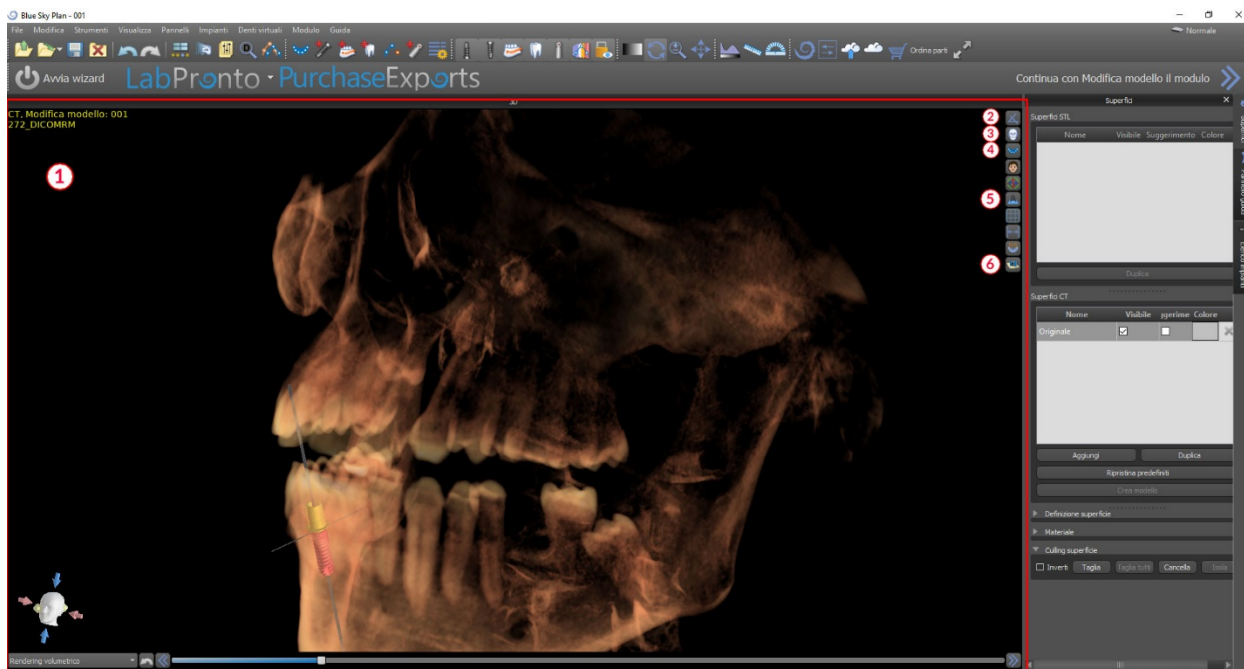 Blue Sky Plan - 001
File Modifica Strumenti Visualizza Pannelli Impianti Denti virtuali Modulo Guida
Normale
Ordina parti
Avvia wizard LabPronto - PurchaseExports
Continua con Modifica modello il modulo
3D
Superfici
CT, Modifica modello: 001
272_DICOMRM
1
2
3
4
5
6
Superfici STL
Nome Visibile Suggerimento Colore
Duplica
Superfici CT
Nome Visibile ggerime Colore
Originale
Aggiungi Duplica
Ripristina predefiniti
Crea modello
Definizione superficie
Materiale
Culling superficie
Inverti Taglia Taglia tutti Cancella Isola
Rendering volumetrico